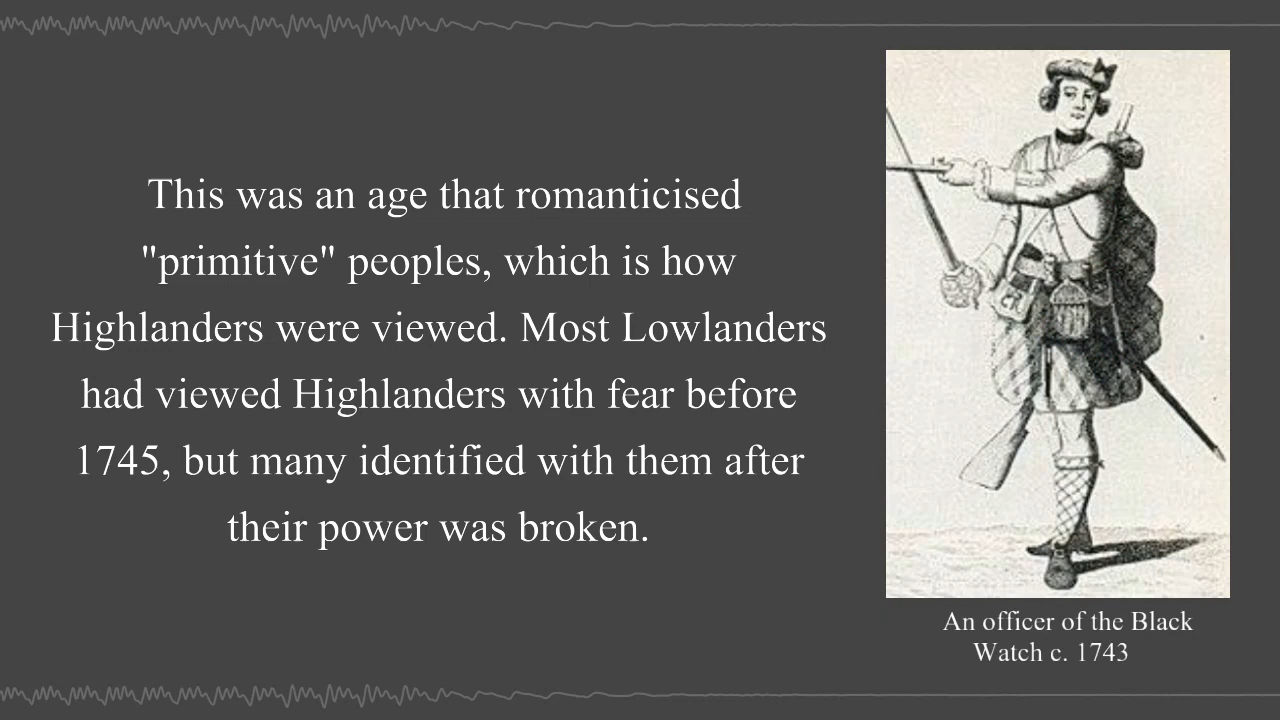 This was an age that romanticised
"primitive" peoples, which is how
Highlanders were viewed. Most Lowlanders
had viewed Highlanders with fear before
1745, but many identified with them after
their power was broken.
An officer of the Black
Watch c. 1743